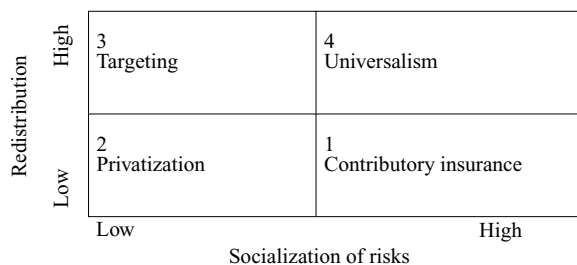 Redistribution
High
Low
3
Targeting
4
Universalism
2
Privatization
1
Contributory insurance
Low
High
Socialization of risks